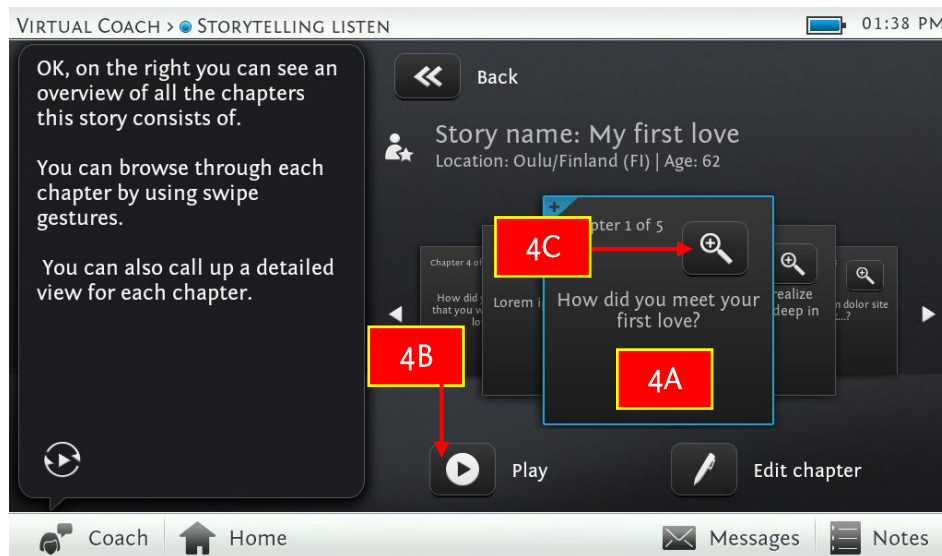 VIRTUAL COACH > STORYTELLING LISTEN
01:38 PM
OK, on the right you can see an
overview of all the chapters
this story consists of.
You can browse through each
chapter by using swipe
gestures.
You can also call up a detailed
view for each chapter.
Back
Story name: My first love
Location: Oulu/Finland (FI) | Age: 62
pter 1 of 5
4C
Chapter 4 of
How did
that you w
lo
Lorem i
How did you meet your
first love?
realize
deep in
dolor site
...?
4B
4A
Play
Edit chapter
Coach
Home
Messages
Notes